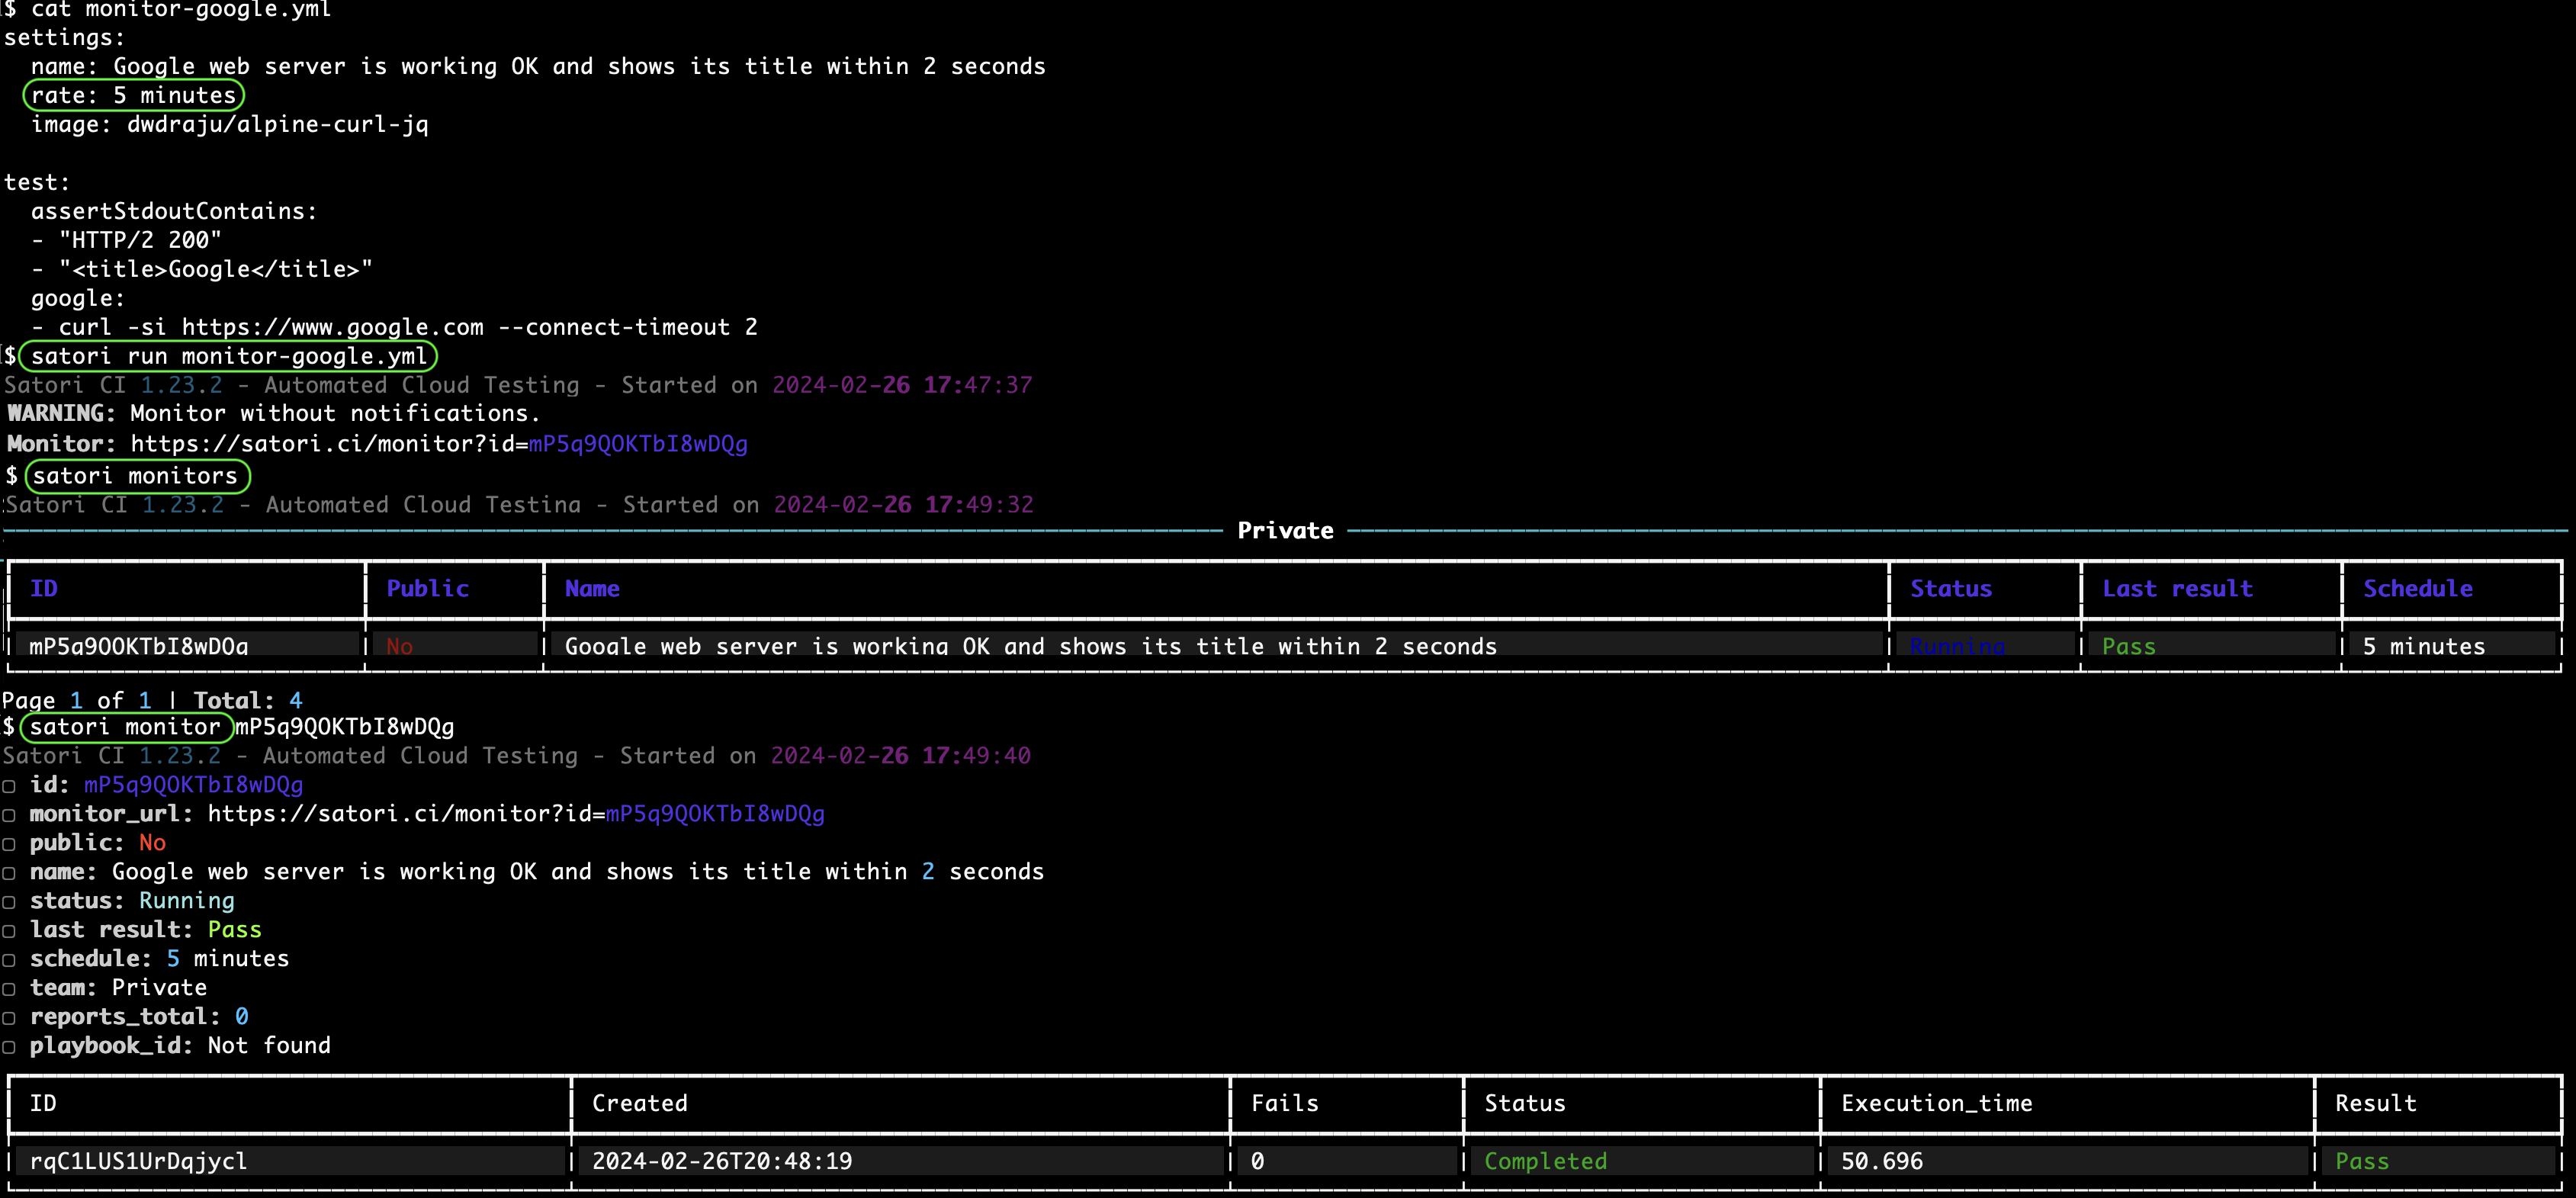 $ cat monitor-google.yml
settings:
  name: Google web server is working OK and shows its title within 2 seconds
  rate: 5 minutes
  image: dwdraju/alpine-curl-jq
test:
  assertStdoutContains:
  - "HTTP/2 200"
  - "<title>Google</title>"
  google:
  - curl -si https://www.google.com --connect-timeout 2
$ satori run monitor-google.yml
Satori CI 1.23.2 - Automated Cloud Testing - Started on 2024-02-26 17:47:37
WARNING: Monitor without notifications.
Monitor: https://satori.ci/monitor?id=mP5q9QOKTbI8wDQg
$ satori monitors
Satori CI 1.23.2 - Automated Cloud Testing - Started on 2024-02-26 17:49:32
Private
ID Public Name Status Last result Schedule
mP5q9QOKTbI8wDQg No Google web server is working OK and shows its title within 2 seconds Running Pass 5 minutes
Page 1 of 1 | Total: 4
$ satori monitor mP5q9QOKTbI8wDQg
Satori CI 1.23.2 - Automated Cloud Testing - Started on 2024-02-26 17:49:40
▢ id: mP5q9QOKTbI8wDQg
▢ monitor_url: https://satori.ci/monitor?id=mP5q9QOKTbI8wDQg
▢ public: No
▢ name: Google web server is working OK and shows its title within 2 seconds
▢ status: Running
▢ last result: Pass
▢ schedule: 5 minutes
▢ team: Private
▢ reports_total: 0
▢ playbook_id: Not found
ID Created Fails Status Execution_time Result
rqC1LUS1UrDqjycl 2024-02-26T20:48:19 0 Completed 50.696 Pass